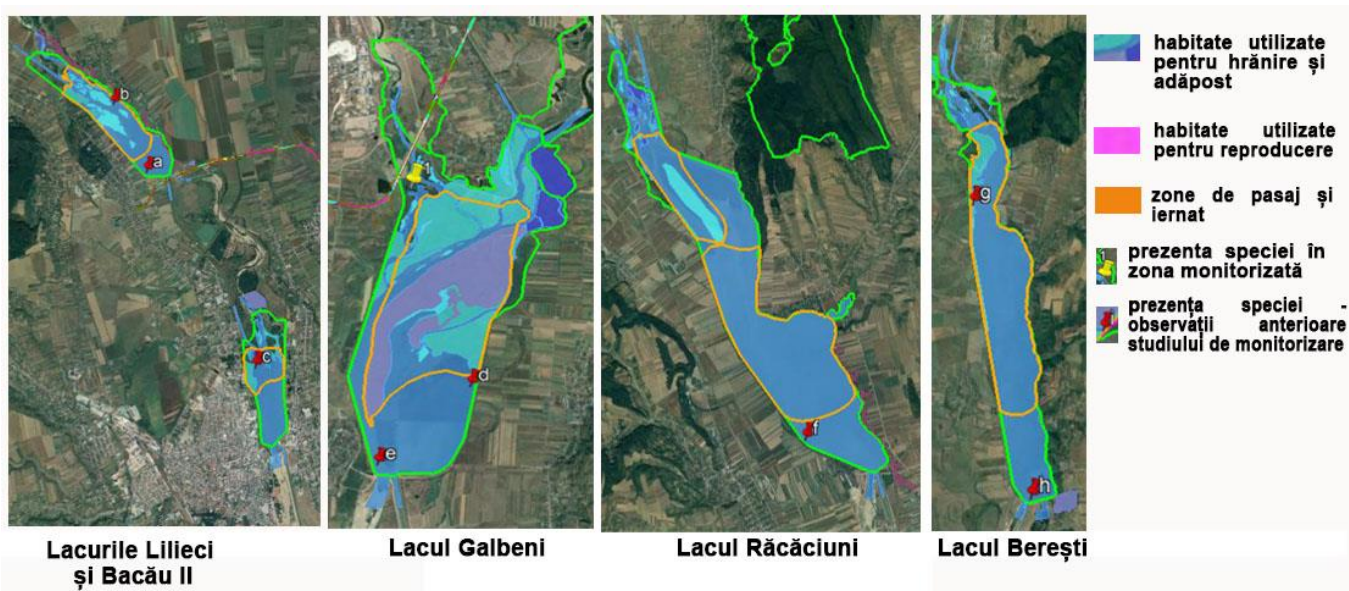 b
a
c
1
d
e
f
g
h
habitate utilizate
pentru hrănire și
adăpost
habitate utilizate
pentru reproducere
zone de pasaj și
iernat
1
prezenta speciei în
zona monitorizată
prezența speciei -
observații anterioare
studiului de monitorizare
Lacurile Lilieci
și Bacău II
Lacul Galbeni
Lacul Răcăciuni
Lacul Berești